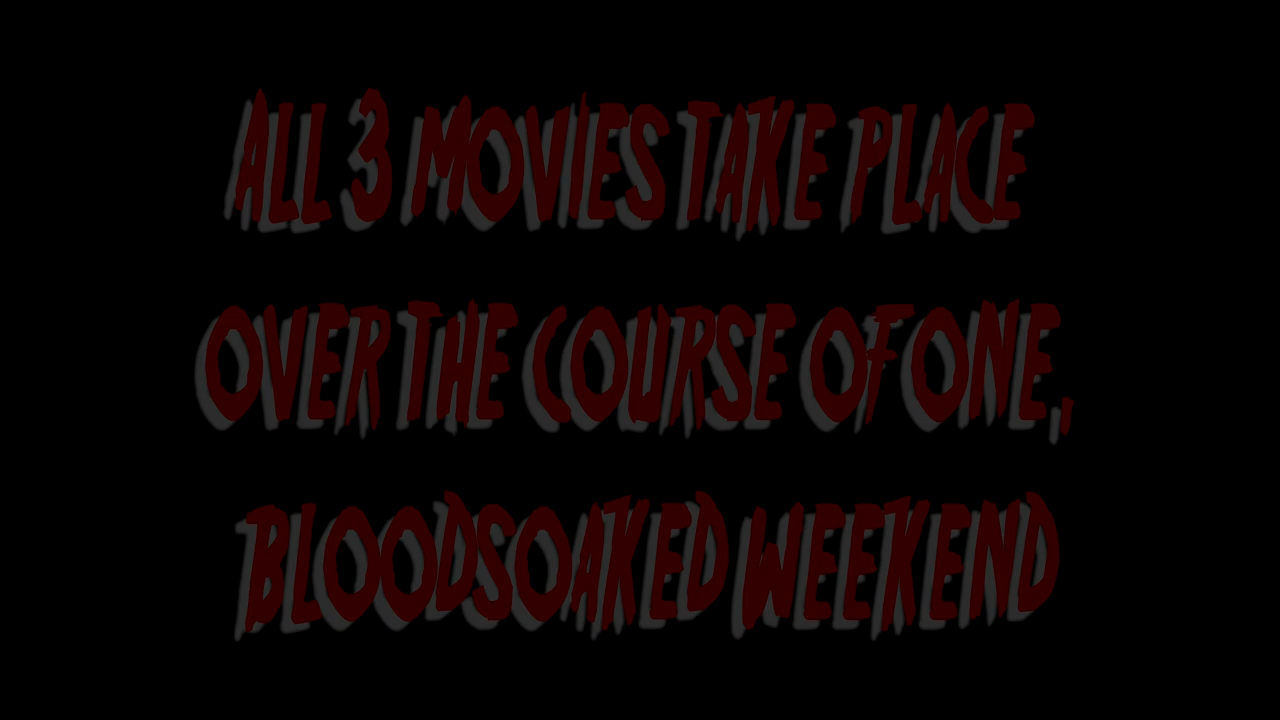 ALL 3 MOVIES TAKE PLACE
OVER THE COURSE OF ONE,
BLOODSOAKED WEEKEND